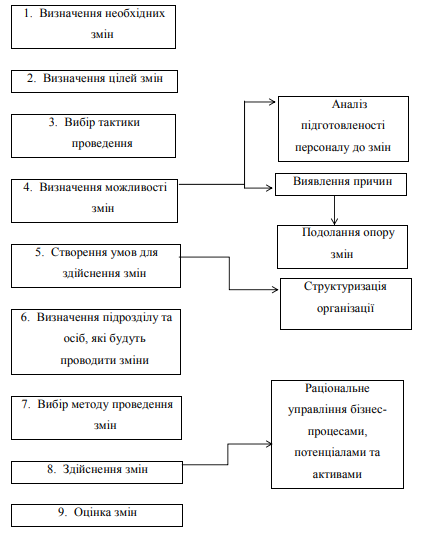 1. Визначення необхідних
змін
2. Визначення цілей змін
3. Вибір тактики
проведення
4. Визначення можливості
змін
5. Створення умов для
здійснення змін
6. Визначення підрозділу та
осіб, які будуть
проводити зміни
7. Вибір методу проведення
змін
8. Здійснення змін
9. Оцінка змін
Аналіз
підготовленості
персоналу до змін
Виявлення причин
Подолання опору
змін
Структуризація
організації
Раціональне
управління бізнес-
процесами,
потенціалами та
активами